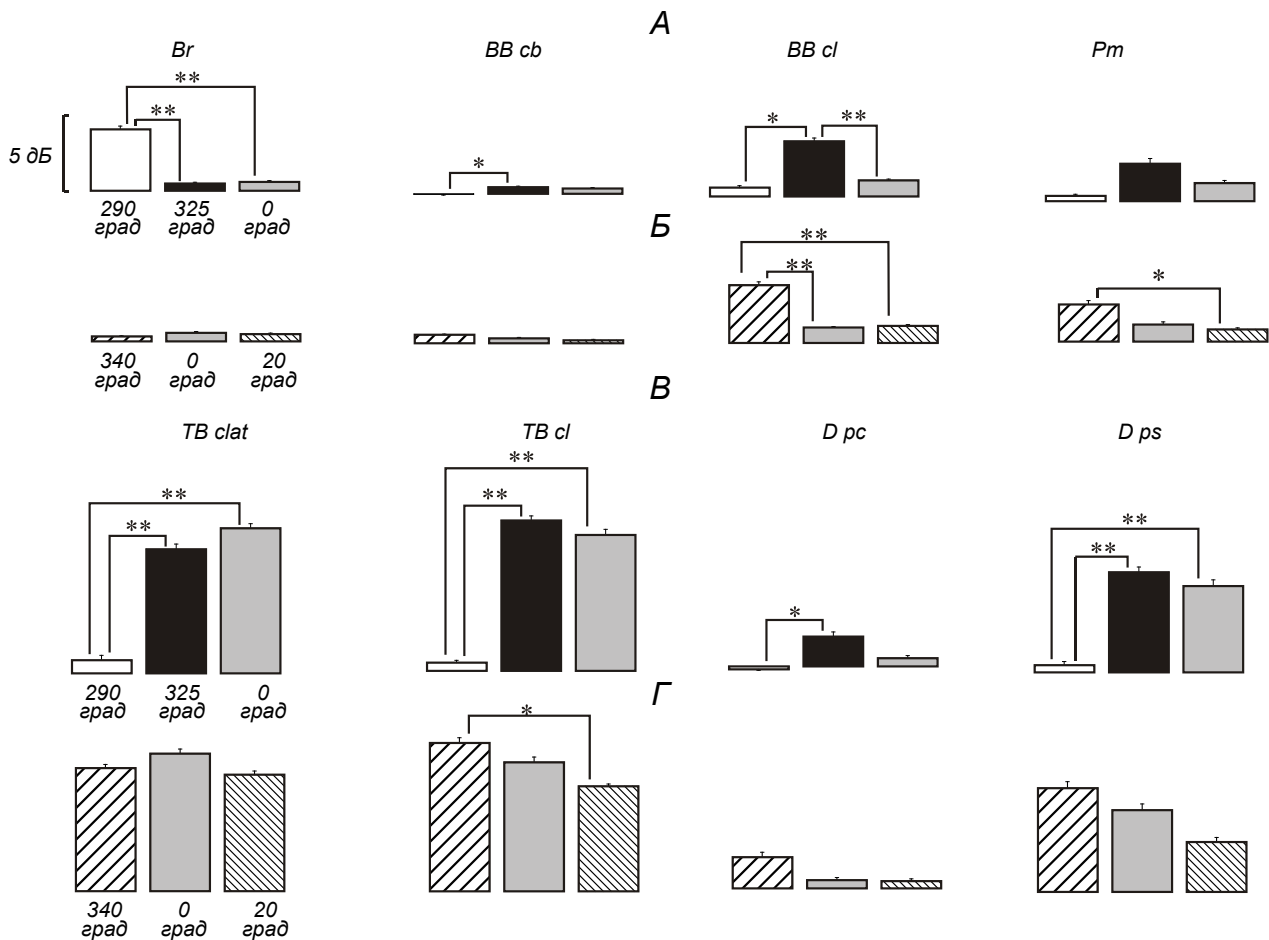 А
Br
BB cb
BB cl
Pm
**
**
*
*
**
5 дБ
290 град
325 град
0 град
Б
**
**
*
340 град
0 град
20 град
В
TB clat
TB cl
D pc
D ps
**
**
**
**
*
**
**
290 град
325 град
0 град
Г
*
340 град
0 град
20 град